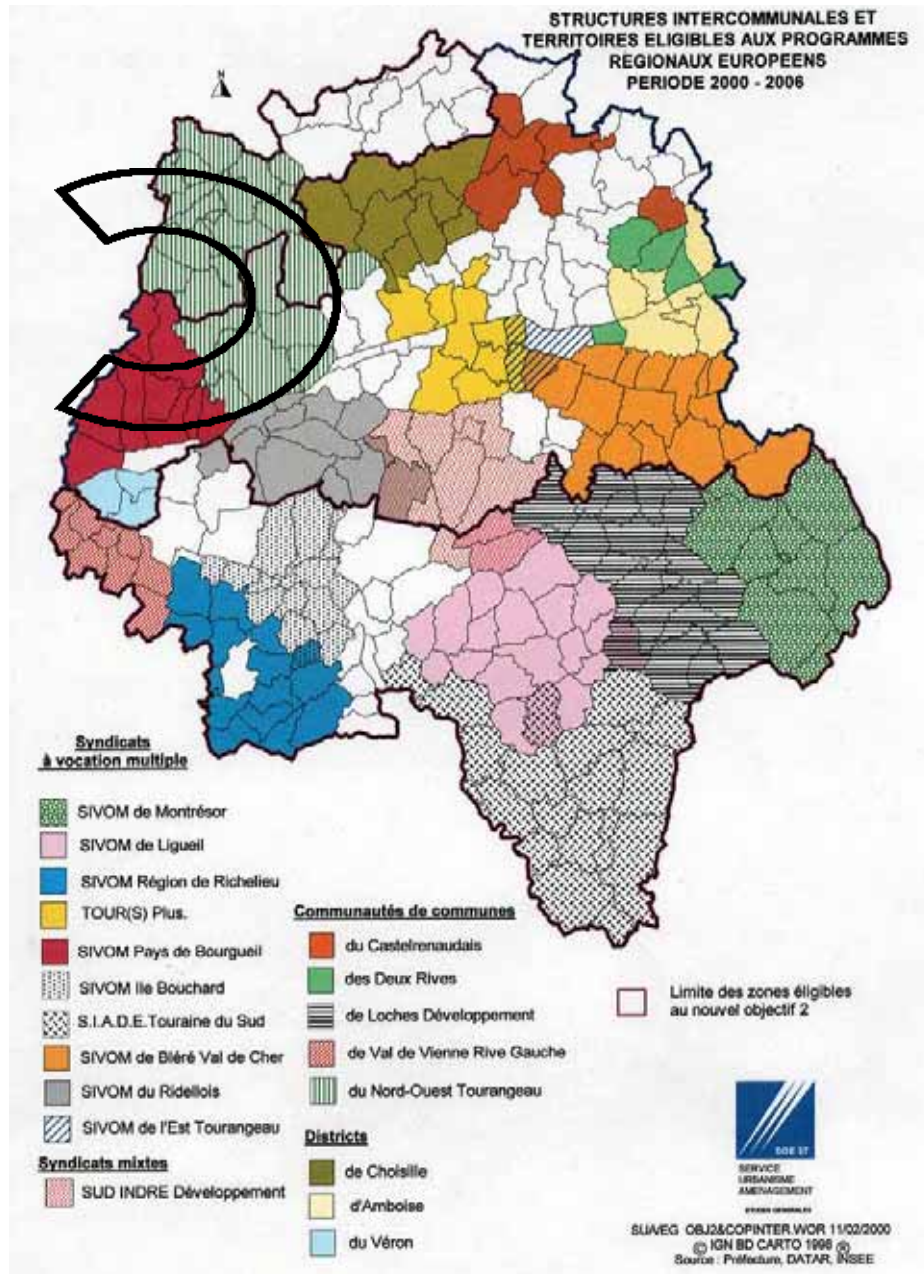 STRUCTURES INTERCOMMUNALES ET
TERRITOIRES ELIGIBLES AUX PROGRAMMES
REGIONAUX EUROPEENS
PERIODE 2000 - 2006
N
Syndicats
à vocation multiple
SIVOM de Montrésor
SIVOM de Ligueil
SIVOM Région de Richelieu
TOUR(S) Plus.
SIVOM Pays de Bourgueil
SIVOM Ile Bouchard
S.I.A.D.E.Touraine du Sud
SIVOM de Bléré Val de Cher
SIVOM du Ridellois
SIVOM de l'Est Tourangeau
Syndicats mixtes
SUD INDRE Développement
Communautés de communes
du Castelrenaudais
des Deux Rives
de Loches Développement
de Val de Vienne Rive Gauche
du Nord-Ouest Tourangeau
Districts
de Choisille
d'Amboise
du Véron
Limite des zones éligibles
au nouvel objectif 2
SERVICE
URBANISME
AMENAGEMENT
ETUDES GENERALES
SUA/EG OBJ2&COPINTER.WOR 11/02/2000
© IGN BD CARTO 1998 ®
Source : Préfecture, DATAR, INSEE